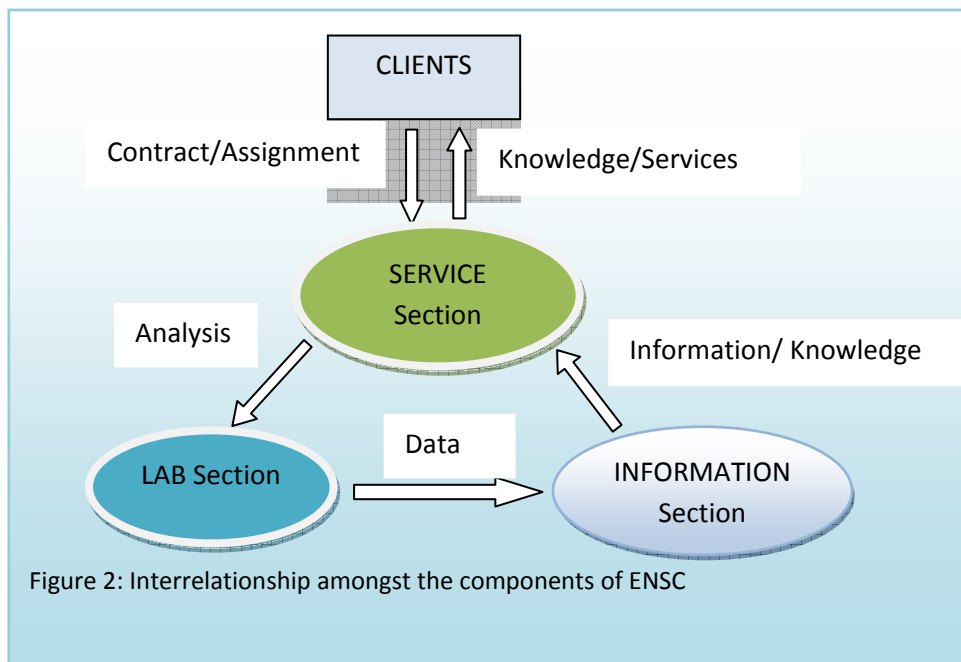 CLIENTS
Contract/Assignment
Knowledge/Services
SERVICE
Section
Analysis
Information/ Knowledge
Data
LAB Section
INFORMATION
Section
Figure 2: Interrelationship amongst the components of ENSC